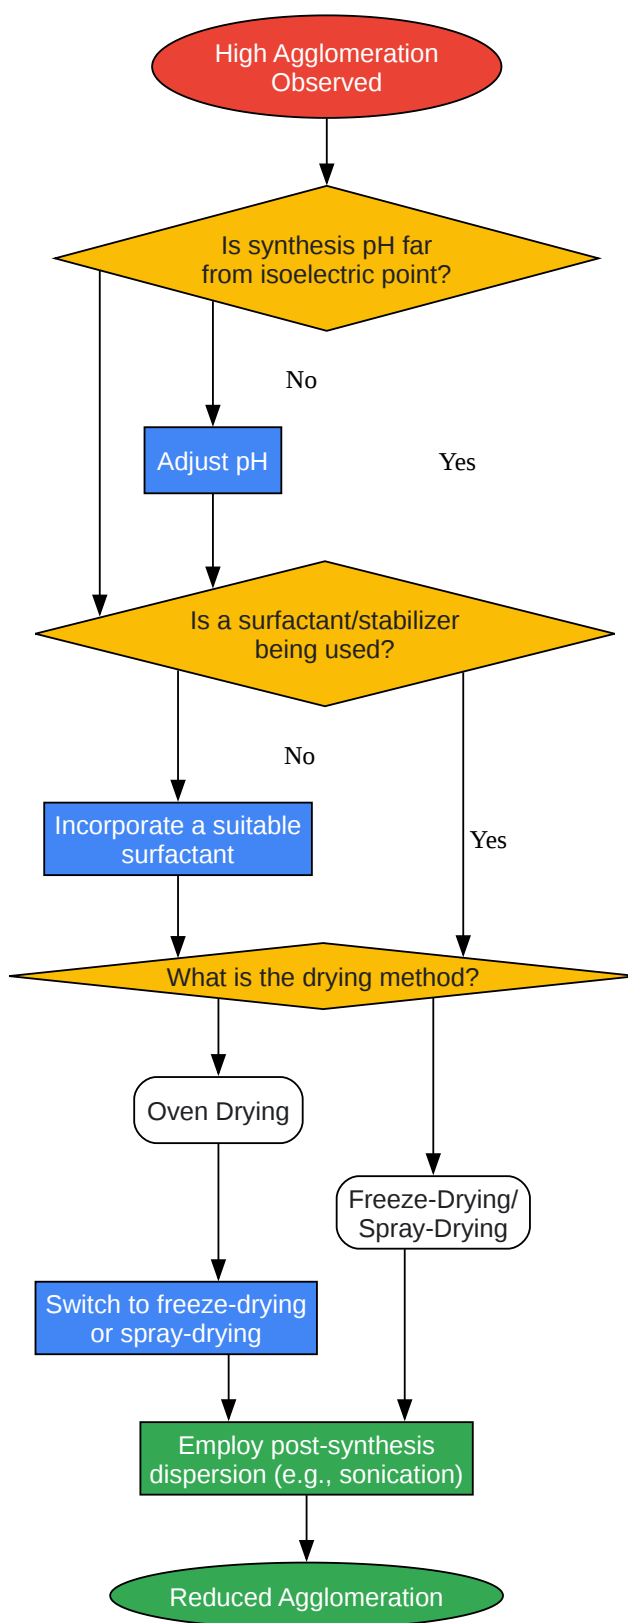 High Agglomeration
Observed
Is synthesis pH far
from isoelectric point?
No
Adjust pH
Yes
Is a surfactant/stabilizer
being used?
No
Incorporate a suitable
surfactant
Yes
What is the drying method?
Oven Drying
Freeze-Drying/
Spray-Drying
Switch to freeze-drying
or spray-drying
Employ post-synthesis
dispersion (e.g., sonication)
Reduced Agglomeration